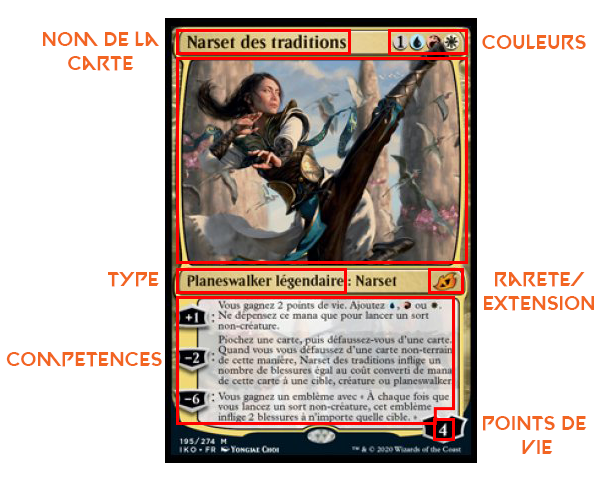 NOM DE LA
CARTE
Narset des traditions
1
COULEURS
TYPE
Planeswalker légendaire : Narset
RARETE/
EXTENSION
COMPETENCES
+1 : Vous gagnez 2 points de vie. Ajoutez , ou .
Ne dépensez ce mana que pour lancer un sort
non-créature.
−2 : Piochez une carte, puis défaussez-vous d'une carte.
Quand vous vous défaussez d'une carte non-terrain
de cette manière, Narset des traditions inflige un
nombre de blessures égal au coût converti de mana
de cette carte à une cible, créature ou planeswalker
−6 : Vous gagnez un emblème avec « À chaque fois que
vous lancez un sort non-créature, cet emblème
inflige 2 blessures à n'importe quelle cible. »
4
POINTS DE
VIE
195/274 M
IKO • FR Yongjae Choi
™ & © 2020 Wizards of the Coast